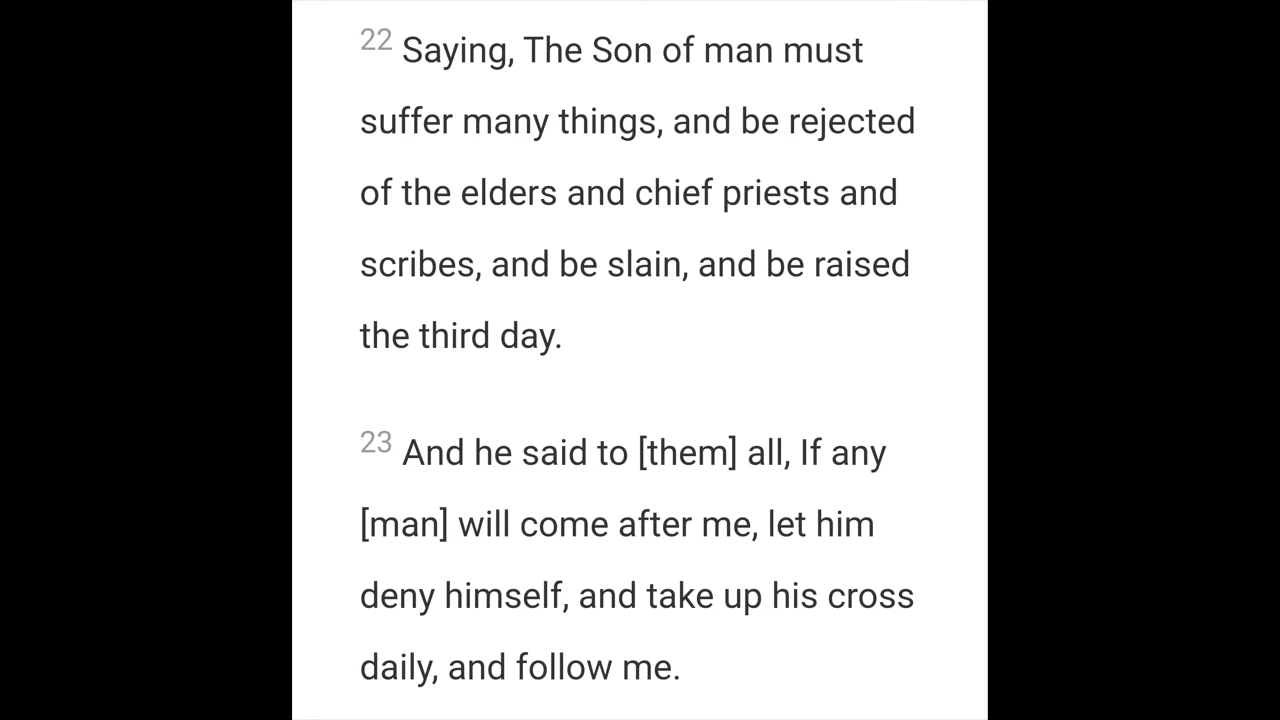 22 Saying, The Son of man must
suffer many things, and be rejected
of the elders and chief priests and
scribes, and be slain, and be raised
the third day.
23 And he said to [them] all, If any
[man] will come after me, let him
deny himself, and take up his cross
daily, and follow me.